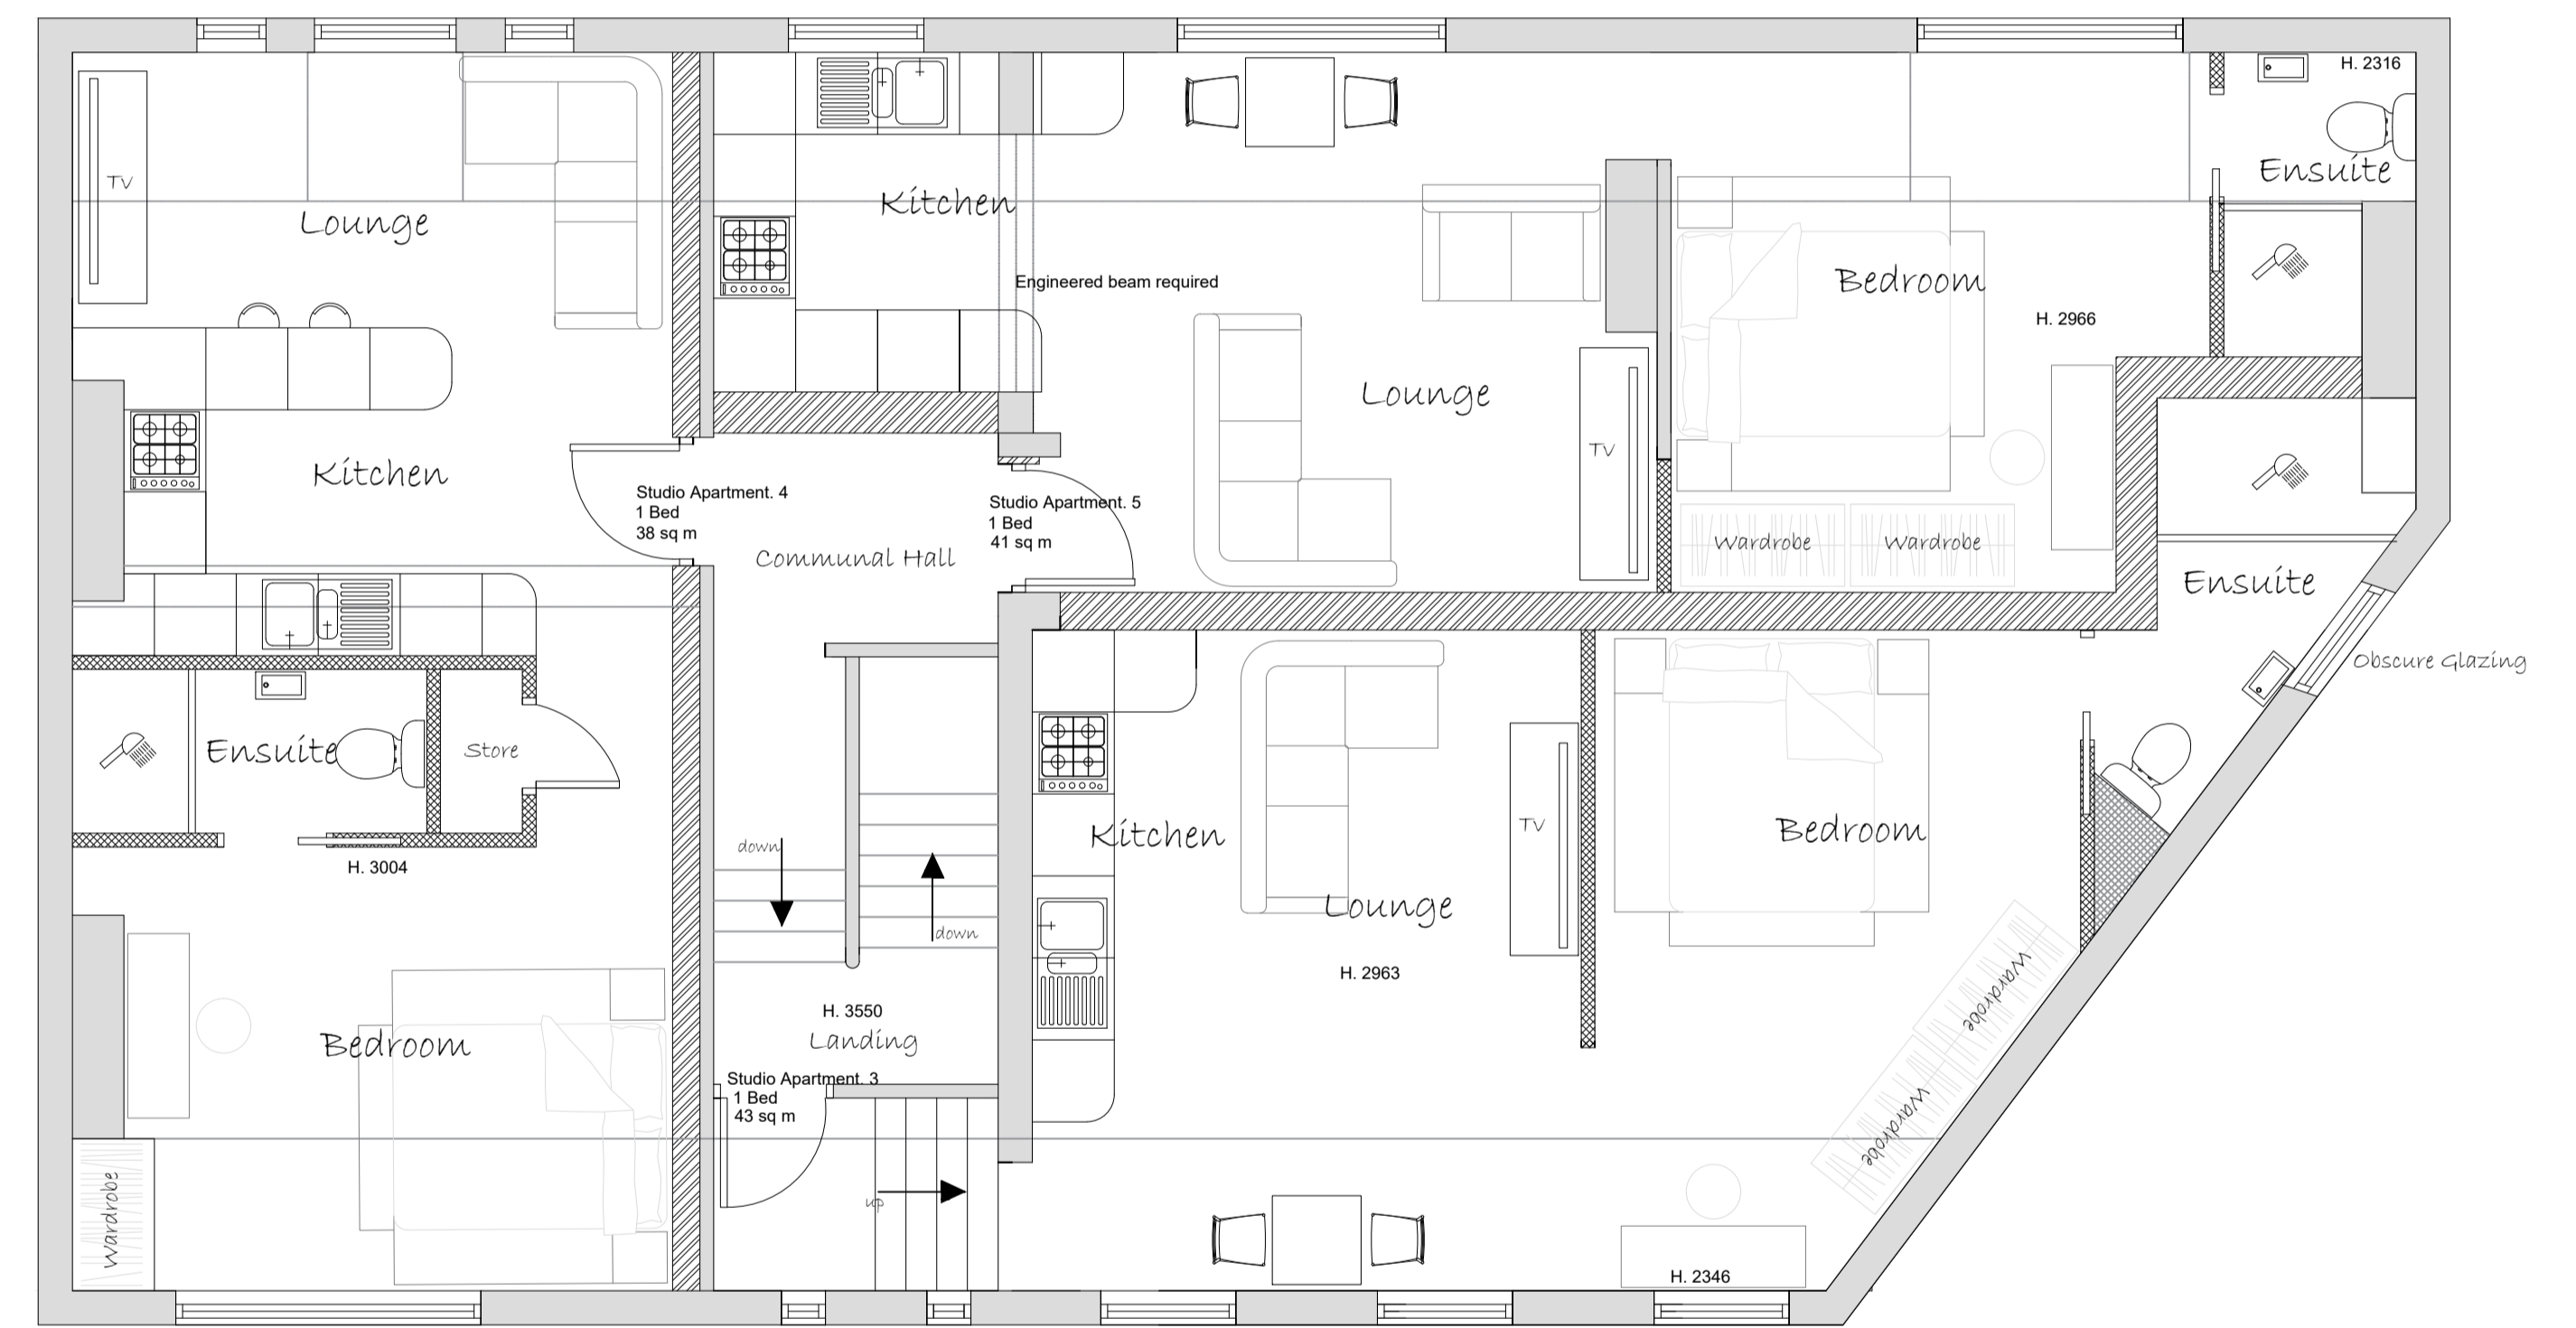 H. 2316
Ensuite
TV
Kitchen
Lounge
Engineered beam required
Bedroom
H. 2966
Lounge
TV
Kitchen
Studio Apartment. 4
1 Bed
38 sq m
Studio Apartment. 5
1 Bed
41 sq m
Communal Hall
Wardrobe
Wardrobe
Ensuite
Obscure Glazing
Ensuite
Store
TV
Kitchen
Bedroom
down
H. 3004
Lounge
down
H. 2963
Wardrobe
H. 3550
Landing
Bedroom
Studio Apartment. 3
1 Bed
43 sq m
Wardrobe
Wardrobe
up
H. 2346